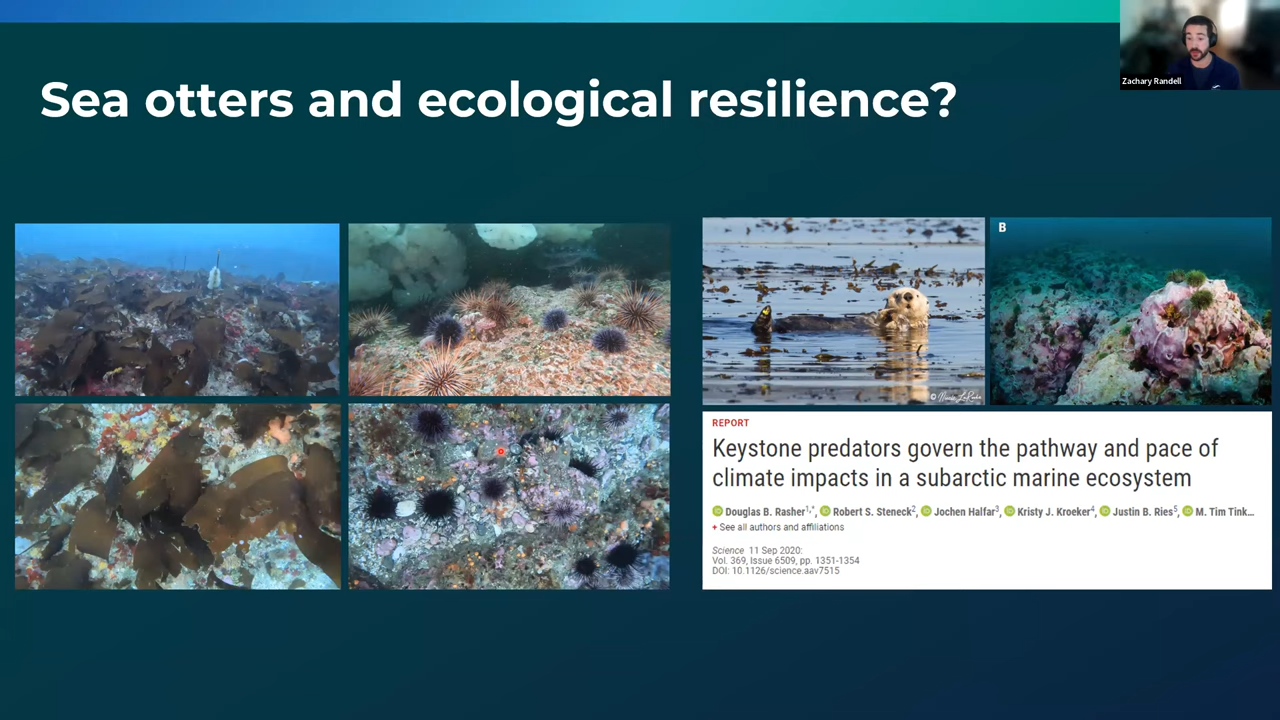 Zachary Randell
Sea otters and ecological resilience?
B
REPORT
Keystone predators govern the pathway and pace of
climate impacts in a subarctic marine ecosystem
Douglas B. Rasher1,*, Robert S. Steneck2, Jochen Halfar3, Kristy J. Kroeker4, Justin B. Ries5, M. Tim Tink...
+ See all authors and affiliations
Science 11 Sep 2020:
Vol. 369, Issue 6509, pp. 1351-1354
DOI: 10.1126/science.aav7515